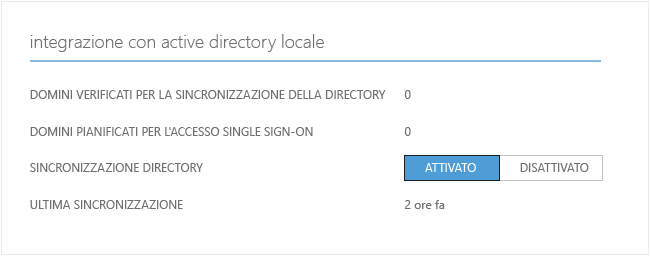 integrazione con active directory locale
DOMINI VERIFICATI PER LA SINCRONIZZAZIONE DELLA DIRECTORY 0
DOMINI PIANIFICATI PER L'ACCESSO SINGLE SIGN-ON 0
SINCRONIZZAZIONE DIRECTORY ATTIVATO DISATTIVATO
ULTIMA SINCRONIZZAZIONE 2 ore fa